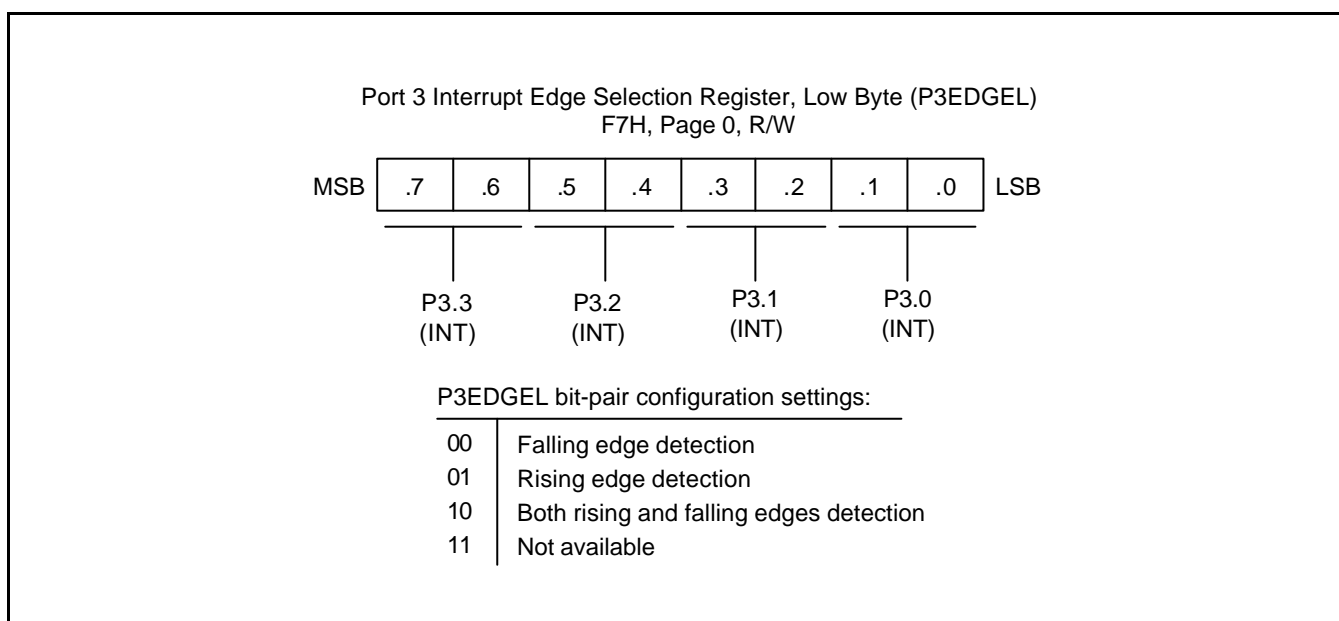 Port 3 Interrupt Edge Selection Register, Low Byte (P3EDGEL)
F7H, Page 0, R/W
MSB .7 .6 .5 .4 .3 .2 .1 .0 LSB
P3.3 P3.2 P3.1 P3.0
(INT) (INT) (INT) (INT)
P3EDGEL bit-pair configuration settings:
00 Falling edge detection
01 Rising edge detection
10 Both rising and falling edges detection
11 Not available